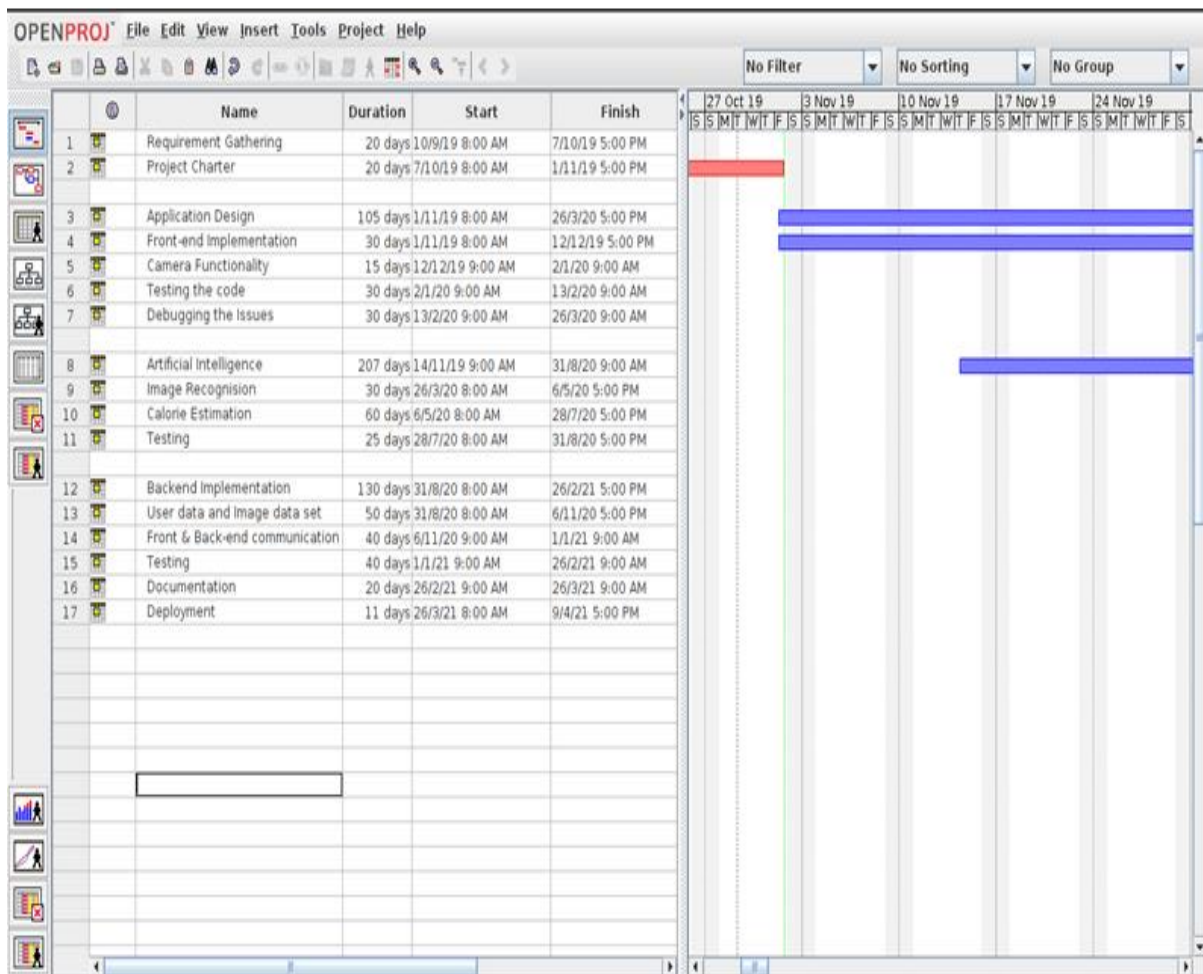 OPENPROJ File Edit View Insert Tools Project Help
No Filter No Sorting No Group
Name Duration Start Finish
27 Oct 19 3 Nov 19 10 Nov 19 17 Nov 19 24 Nov 19
S S M T W T F S S M T W T F S S M T W T F S S M T W T F S S M T W T F S
1 Requirement Gathering 20 days 10/9/19 8:00 AM 7/10/19 5:00 PM
2 Project Charter 20 days 7/10/19 8:00 AM 1/11/19 5:00 PM
3 Application Design 105 days 1/11/19 8:00 AM 26/3/20 5:00 PM
4 Front-end Implementation 30 days 1/11/19 8:00 AM 12/12/19 5:00 PM
5 Camera Functionality 15 days 12/12/19 9:00 AM 2/1/20 9:00 AM
6 Testing the code 30 days 2/1/20 9:00 AM 13/2/20 9:00 AM
7 Debugging the Issues 30 days 13/2/20 9:00 AM 26/3/20 9:00 AM
8 Artificial Intelligence 207 days 14/11/19 9:00 AM 31/8/20 9:00 AM
9 Image Recognision 30 days 26/3/20 8:00 AM 6/5/20 5:00 PM
10 Calorie Estimation 60 days 6/5/20 8:00 AM 28/7/20 5:00 PM
11 Testing 25 days 28/7/20 8:00 AM 31/8/20 5:00 PM
12 Backend Implementation 130 days 31/8/20 8:00 AM 26/2/21 5:00 PM
13 User data and Image data set 50 days 31/8/20 8:00 AM 6/11/20 5:00 PM
14 Front & Back-end communication 40 days 6/11/20 9:00 AM 1/1/21 9:00 AM
15 Testing 40 days 1/1/21 9:00 AM 26/2/21 9:00 AM
16 Documentation 20 days 26/2/21 9:00 AM 26/3/21 9:00 AM
17 Deployment 11 days 26/3/21 8:00 AM 9/4/21 5:00 PM